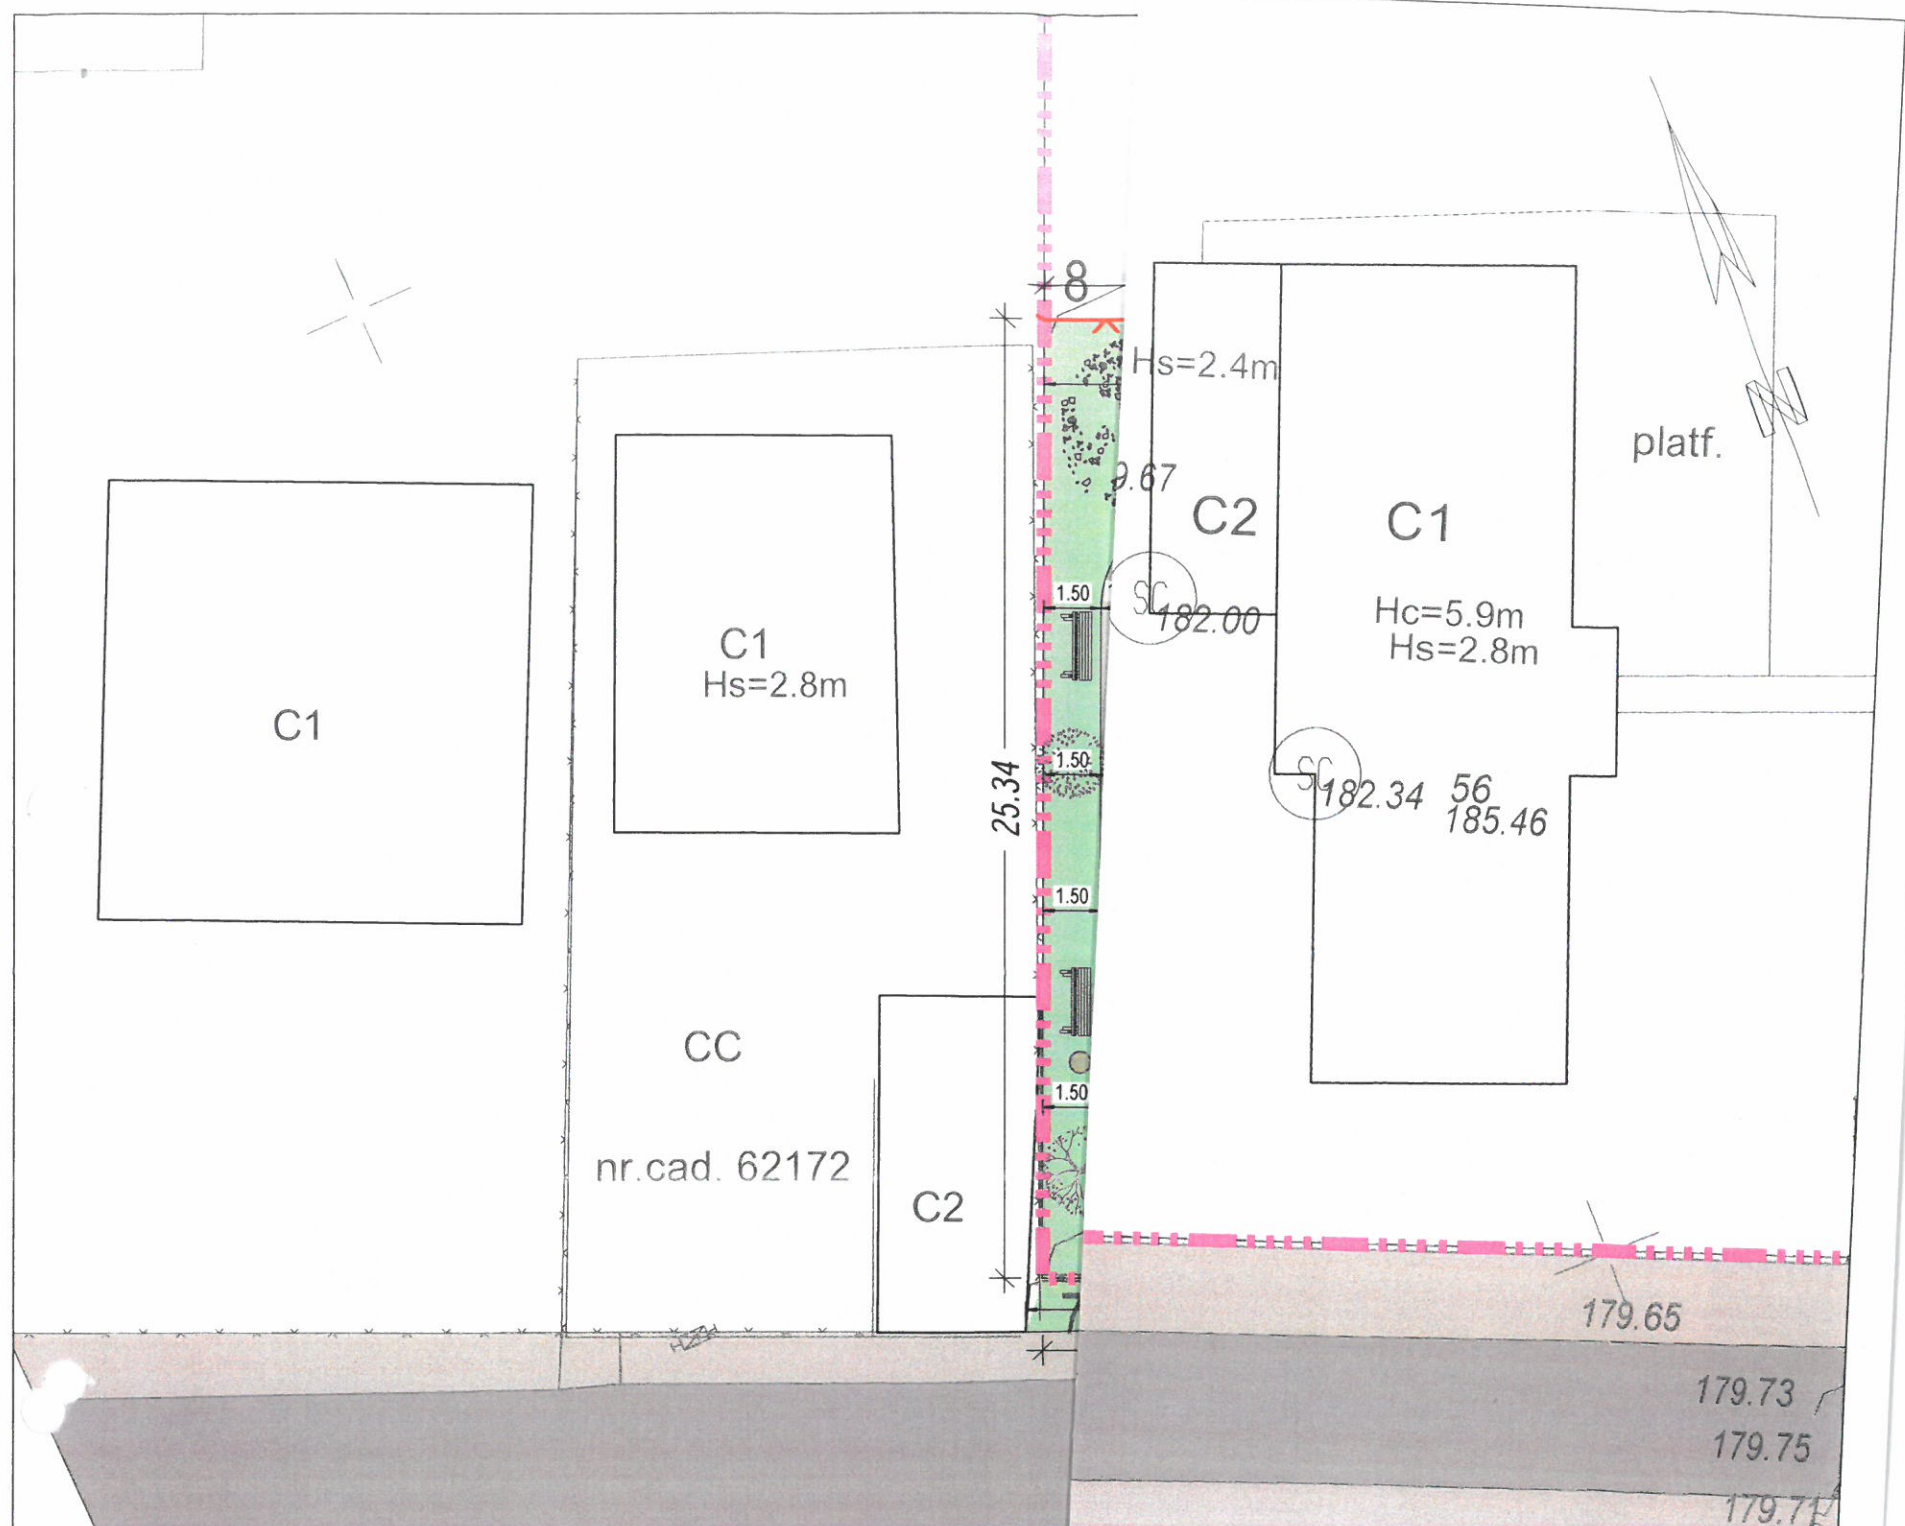 8
Hs=2.4m
platf.
9.67
C2
C1
1.50
SC
182.00
Hc=5.9m
Hs=2.8m
C1
Hs=2.8m
C1
1.50
25.34
SC
182.34
56
185.46
1.50
CC
1.50
nr.cad. 62172
C2
179.65
179.73
179.75
179.71
N